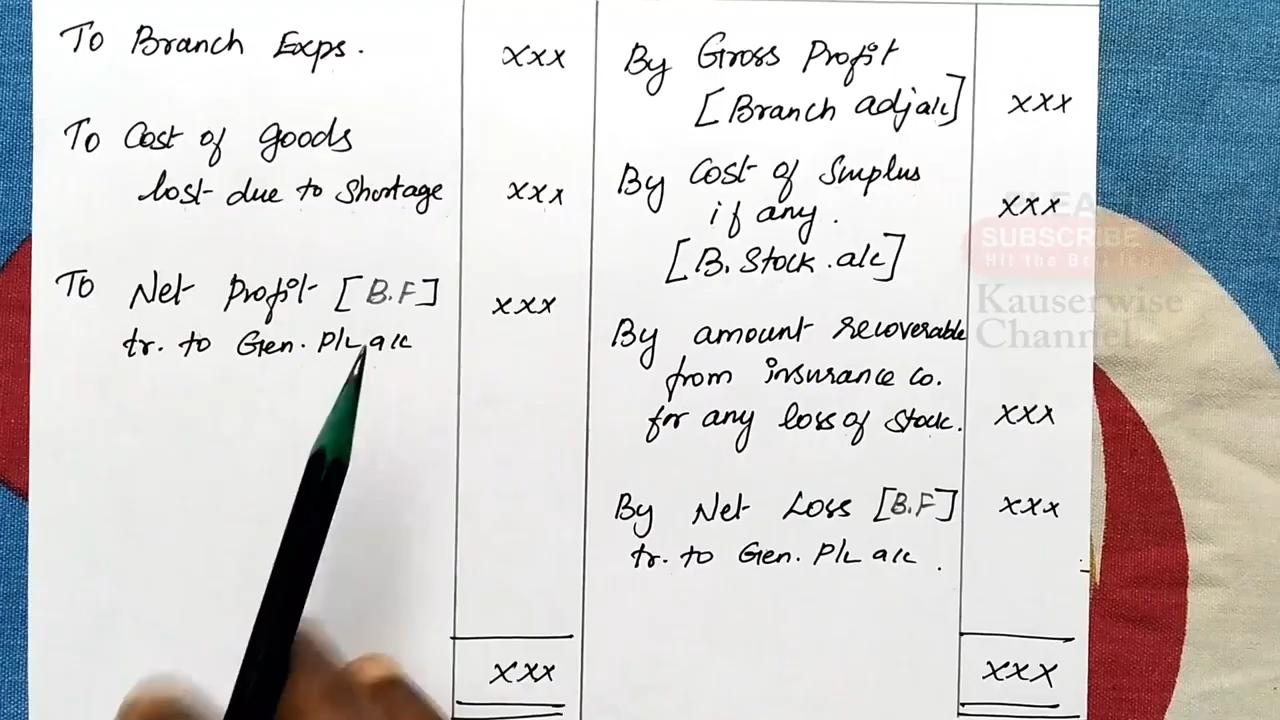 To Branch Exps.
xxx
To Cost of goods
lost due to shortage
xxx
To Net Profit [B.F]
xxx
tr. to Gen. P/L a/c
xxx
By Gross Profit
[Branch adj a/c]
xxx
By Cost of Surplus
if any.
xxx
[B. Stock. a/c]
By amount recoverable
from insurance co.
for any loss of stock.
xxx
By Net Loss [B.F]
xxx
tr. to Gen. P/L a/c.
xxx
SUBSCRIBE
Kauserwise
Channel